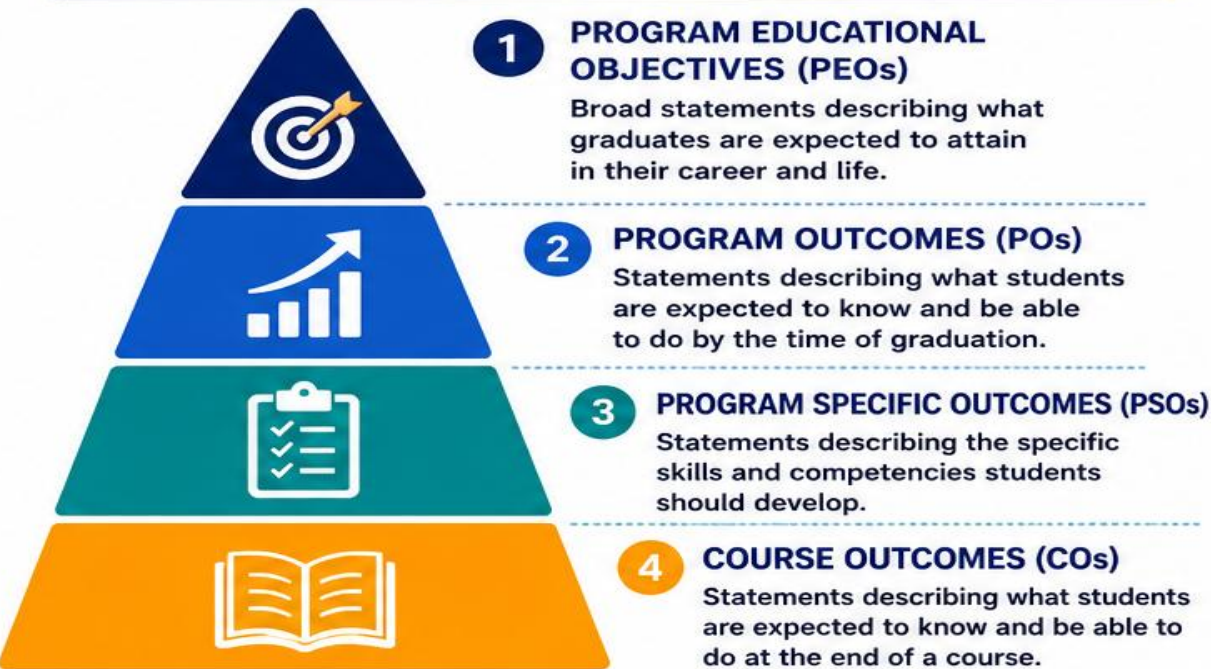 1
PROGRAM EDUCATIONAL
OBJECTIVES (PEOs)
Broad statements describing what
graduates are expected to attain
in their career and life.
2
PROGRAM OUTCOMES (POs)
Statements describing what students
are expected to know and be able
to do by the time of graduation.
3
PROGRAM SPECIFIC OUTCOMES (PSOs)
Statements describing the specific
skills and competencies students
should develop.
4
COURSE OUTCOMES (COs)
Statements describing what students
are expected to know and be able to
do at the end of a course.